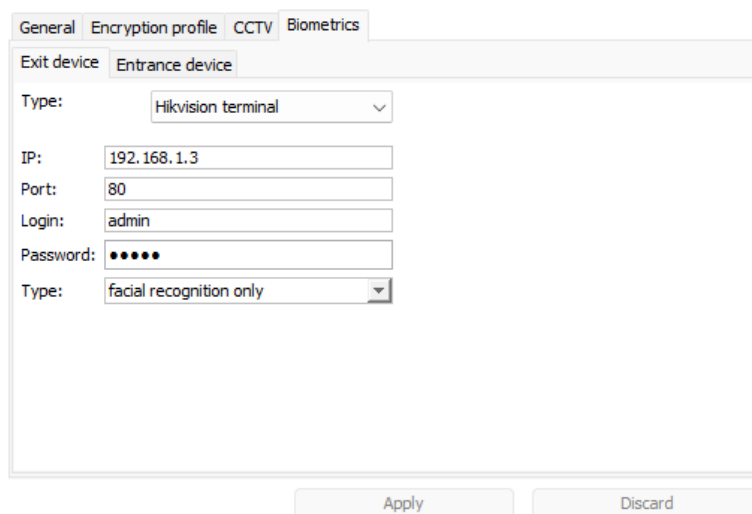 General Encryption profile CCTV Biometrics
Exit device Entrance device
Type: Hikvision terminal
IP: 192.168.1.3
Port: 80
Login: admin
Password: •••••
Type: facial recognition only
Apply Discard